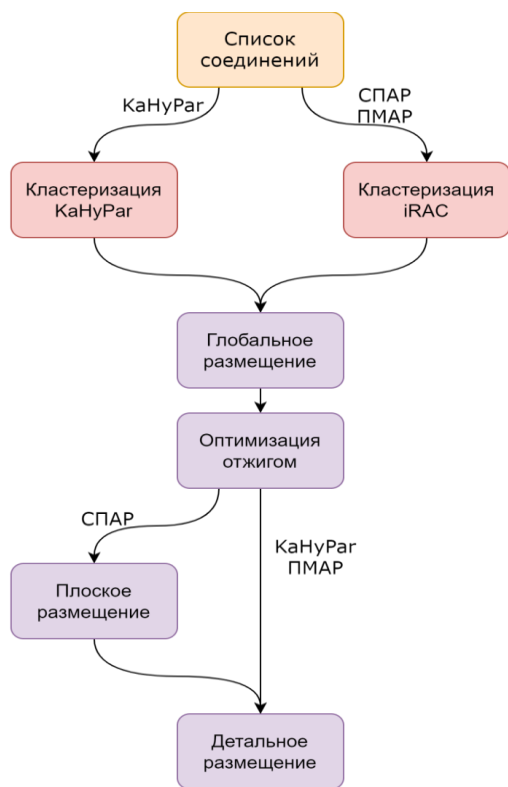 Список
соединений
KaHyPar
СПАР
ПМАР
Кластеризация
KaHyPar
Кластеризация
iRAC
Глобальное
размещение
Оптимизация
отжигом
СПАР
KaHyPar
ПМАР
Плоское
размещение
Детальное
размещение